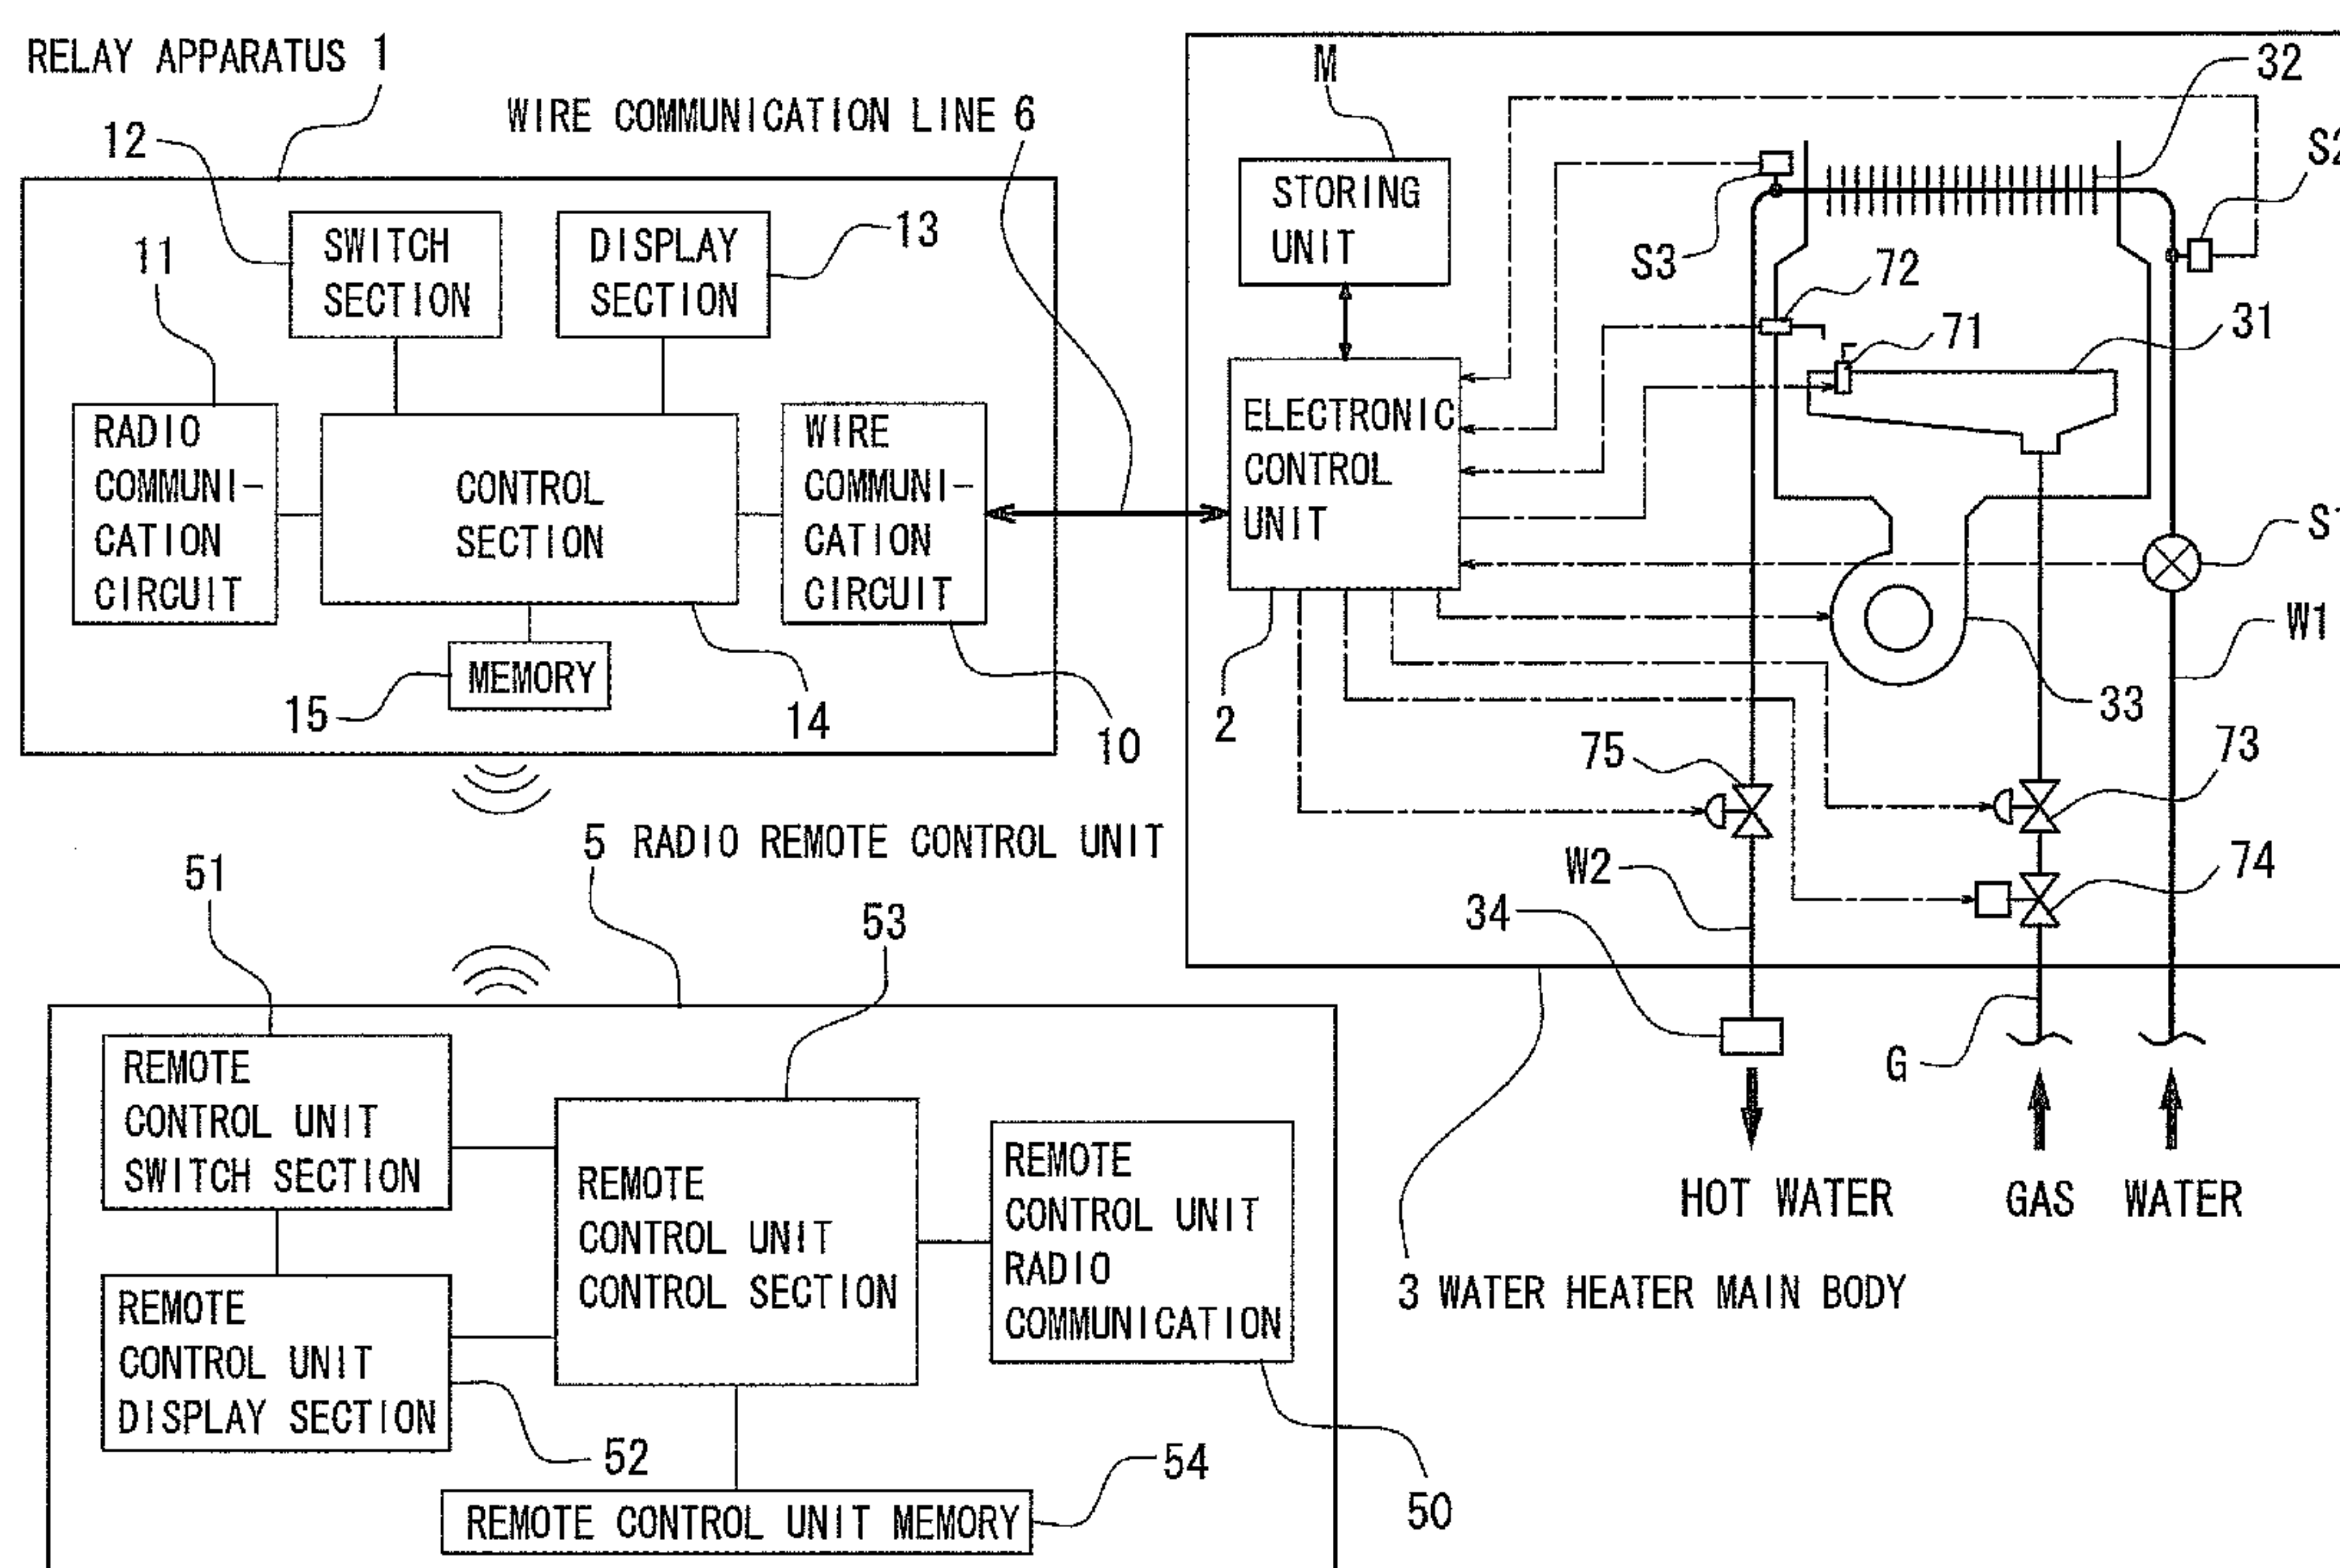 RELAY APPARATUS 1
WIRE COMMUNICATION LINE 6
12
11
SWITCH
SECTION
DISPLAY
SECTION
13
RADIO
COMMUNI-
CATION
CIRCUIT
CONTROL
SECTION
WIRE
COMMUNI-
CATION
CIRCUIT
MEMORY
15
14
10
M
STORING
UNIT
ELECTRONIC
CONTROL
UNIT
2
32
S2
S3
72
71
31
S1
W1
33
75
73
W2
74
34
G
HOT WATER
GAS
WATER
3 WATER HEATER MAIN BODY
5 RADIO REMOTE CONTROL UNIT
51
53
REMOTE
CONTROL UNIT
SWITCH SECTION
REMOTE
CONTROL UNIT
CONTROL SECTION
REMOTE
CONTROL UNIT
RADIO
COMMUNICATION
REMOTE
CONTROL UNIT
DISPLAY SECTION
52
54
50
REMOTE CONTROL UNIT MEMORY